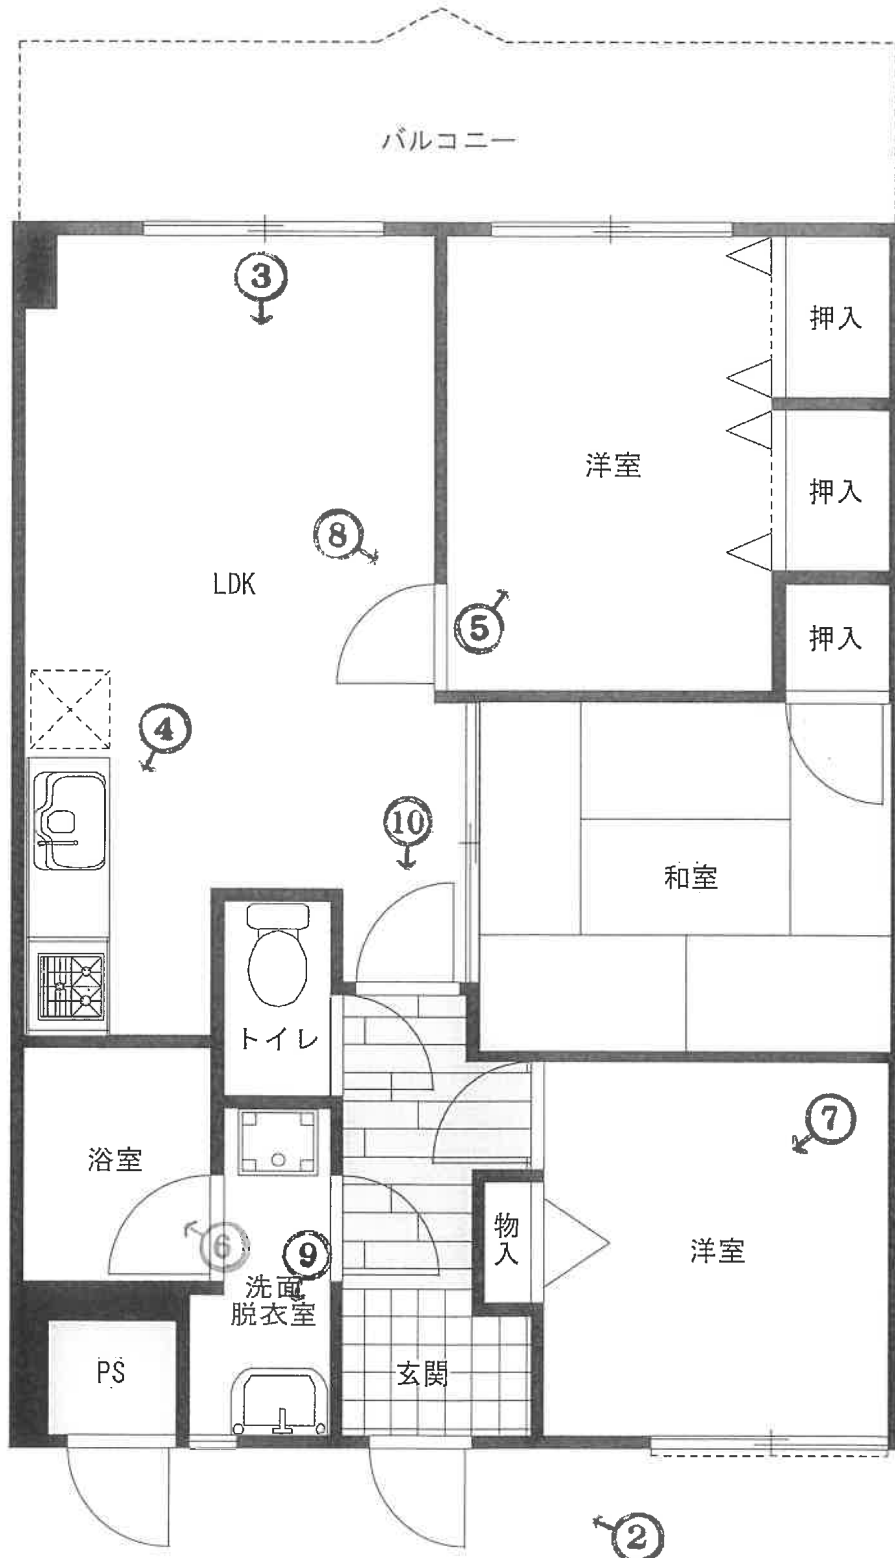 バルコニー
③
押入
洋室
押入
⑧
LDK
⑤
押入
④
⑩
和室
トイレ
⑦
浴室
物入
⑥
⑨
洋室
洗面
脱衣室
PS
玄関
②